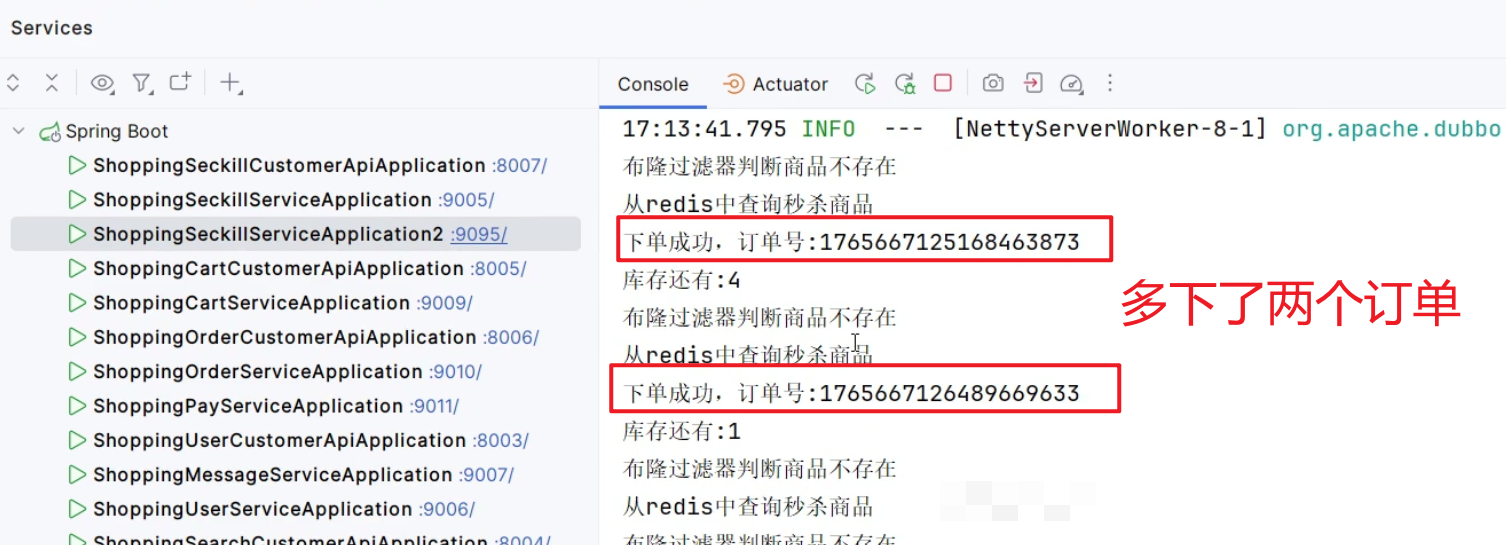 Services
Console
Actuator
Spring Boot
ShoppingSeckillCustomerApiApplication :8007/
ShoppingSeckillServiceApplication :9005/
ShoppingSeckillServiceApplication2 :9095/
ShoppingCartCustomerApiApplication :8005/
ShoppingCartServiceApplication :9009/
ShoppingOrderCustomerApiApplication :8006/
ShoppingOrderServiceApplication :9010/
ShoppingPayServiceApplication :9011/
ShoppingUserCustomerApiApplication :8003/
ShoppingMessageServiceApplication :9007/
ShoppingUserServiceApplication :9006/
ShoppingSearchCustomerApiApplication :8004/
17:13:41.795 INFO --- [NettyServerWorker-8-1] org.apache.dubbo
布隆过滤器判断商品不存在
从redis中查询秒杀商品
下单成功，订单号:1765667125168463873
库存还有:4
布隆过滤器判断商品不存在
从redis中查询秒杀商品
下单成功，订单号:1765667126489669633
库存还有:1
布隆过滤器判断商品不存在
从redis中查询秒杀商品
布隆过滤器判断商品不存在
多下了两个订单